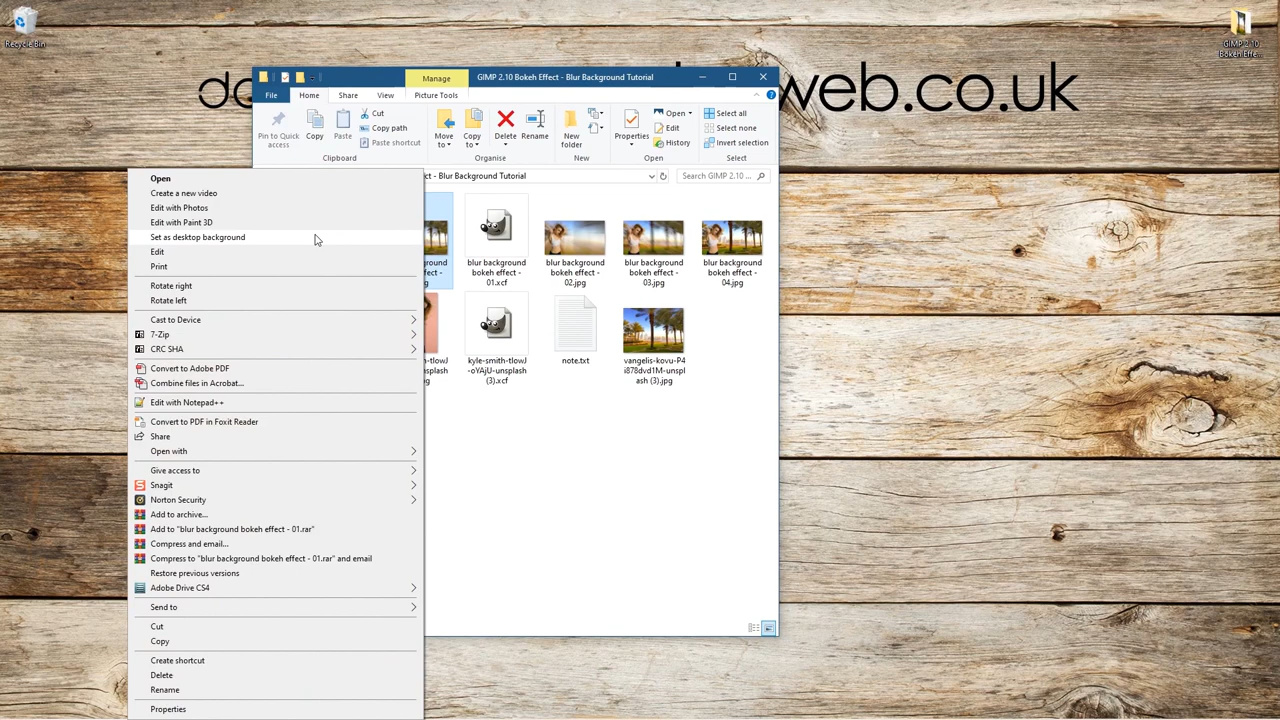 Recycle Bin
GIMP 2.10
Bokeh Effe...
web.co.uk
Manage
GIMP 2.10 Bokeh Effect - Blur Background Tutorial
File
Home
Share
View
Picture Tools
Pin to Quick
access
Copy
Paste
Cut
Copy path
Paste shortcut
Clipboard
Move
to
Copy
to
Delete
Rename
Organise
New
folder
New
Properties
Open
Edit
History
Open
Select all
Select none
Invert selection
Select
ct - Blur Background Tutorial
Search GIMP 2.10 ...
ground
ffect -
blur background
bokeh effect -
01.xcf
blur background
bokeh effect -
02.jpg
blur background
bokeh effect -
03.jpg
blur background
bokeh effect -
04.jpg
kyle-smith-tlowJ
-oYAjU-unsplash
(3).xcf
note.txt
vangelis-kovu-P4
i878dvd1M-unspl
ash (3).jpg
Open
Create a new video
Edit with Photos
Edit with Paint 3D
Set as desktop background
Edit
Print
Rotate right
Rotate left
Cast to Device
7-Zip
CRC SHA
Convert to Adobe PDF
Combine files in Acrobat...
Edit with Notepad++
Convert to PDF in Foxit Reader
Share
Open with
Give access to
Snagit
Norton Security
Add to archive...
Add to "blur background bokeh effect - 01.rar"
Compress and email...
Compress to "blur background bokeh effect - 01.rar" and email
Restore previous versions
Adobe Drive CS4
Send to
Cut
Copy
Create shortcut
Delete
Rename
Properties